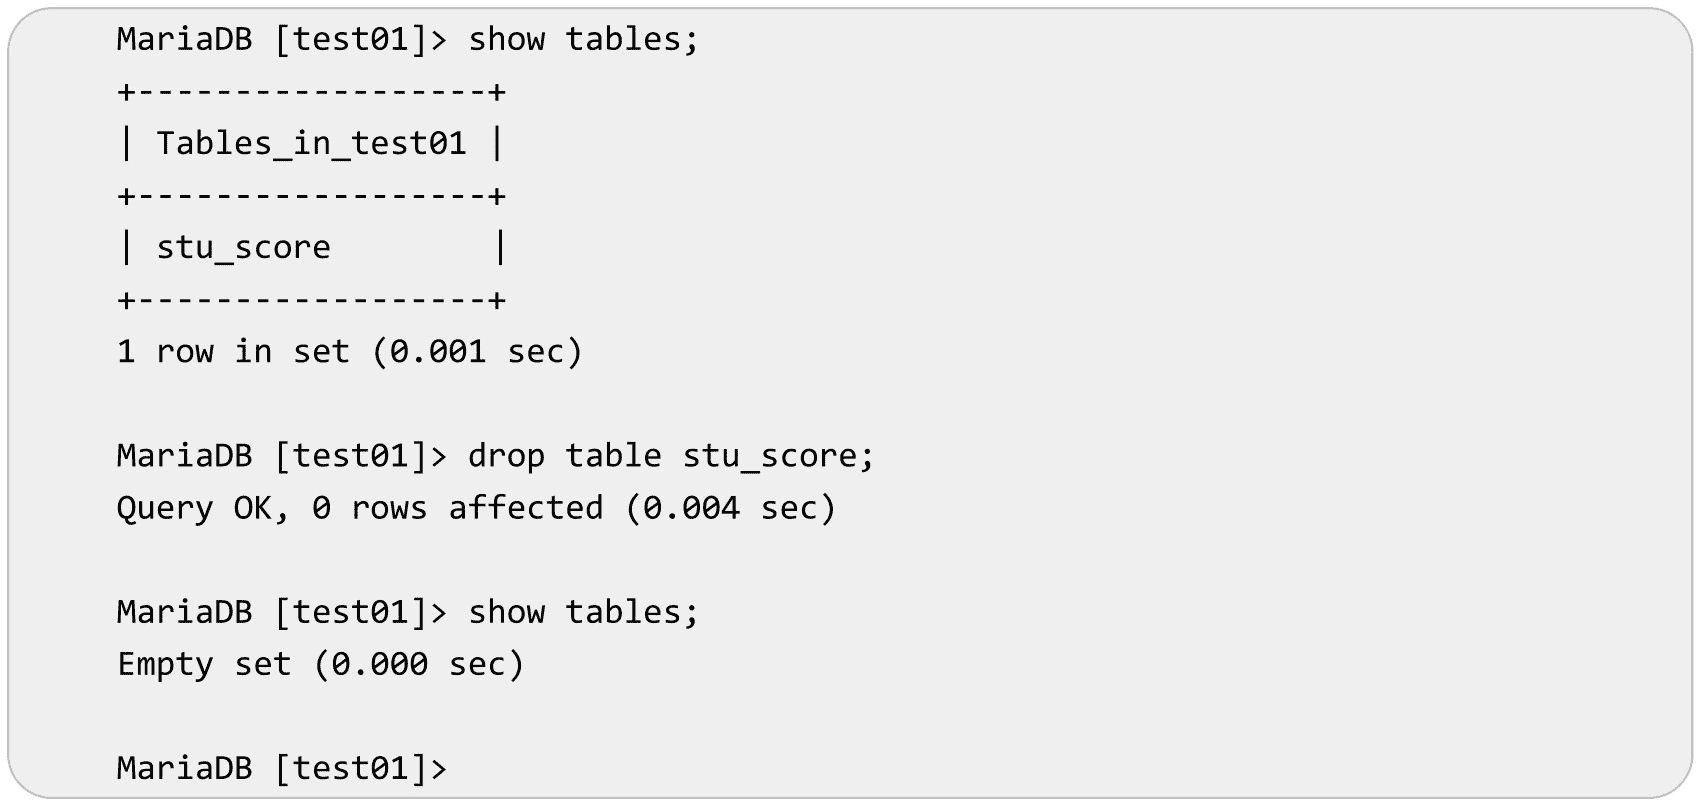 MariaDB [test01]> show tables;
+------------------+
| Tables_in_test01 |
+------------------+
| stu_score        |
+------------------+
1 row in set (0.001 sec)

MariaDB [test01]> drop table stu_score;
Query OK, 0 rows affected (0.004 sec)

MariaDB [test01]> show tables;
Empty set (0.000 sec)

MariaDB [test01]>